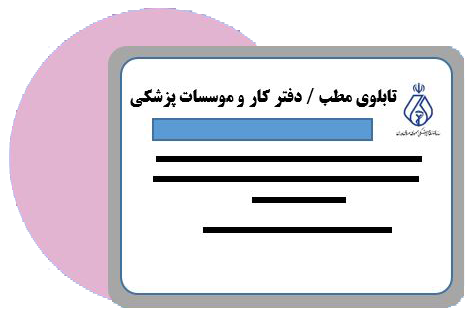 تابلوی مطب / دفتر کار و موسسات پزشکی